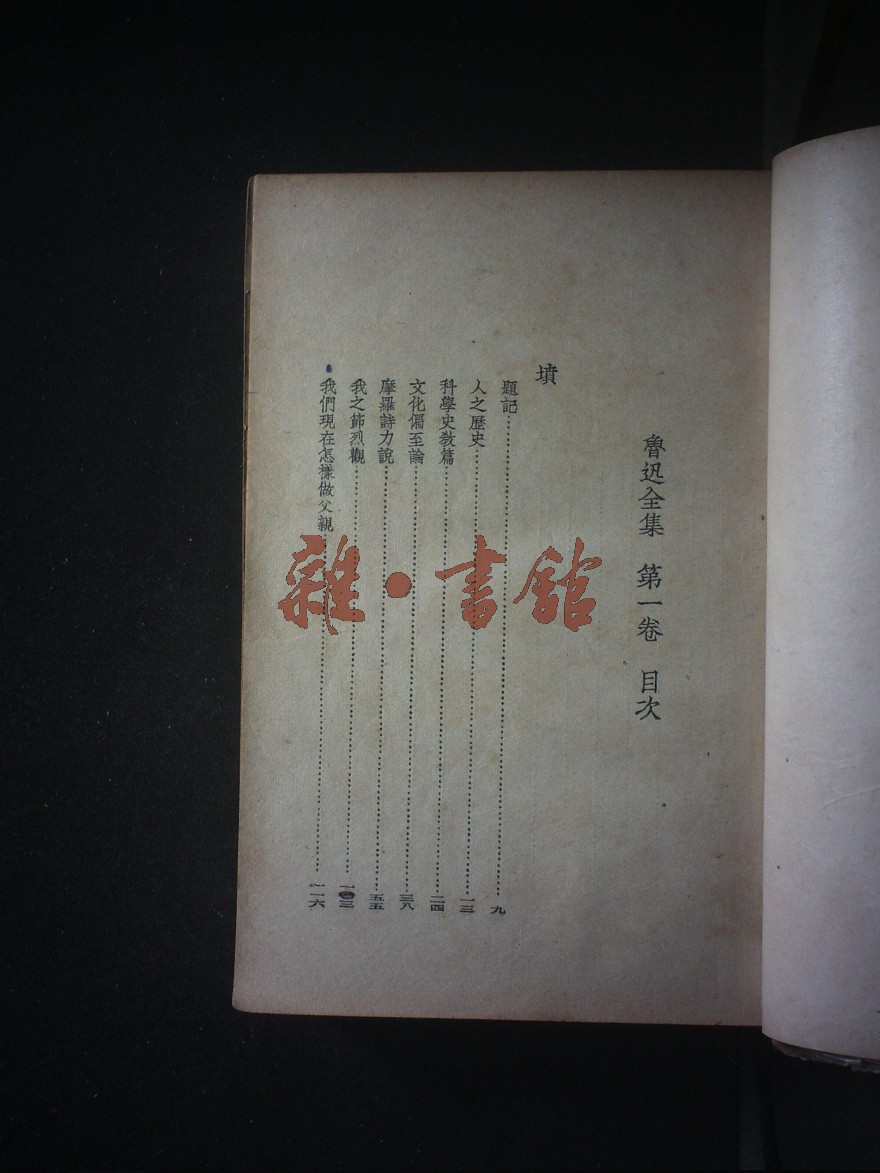 魯迅全集 第一卷 目次
墳
題記……九
人之歷史……一三
科學史教篇……二四
文化偏至論……三八
摩羅詩力說……五五
我之節烈觀……一〇三
我們現在怎樣做父親……一一六
雜·書館